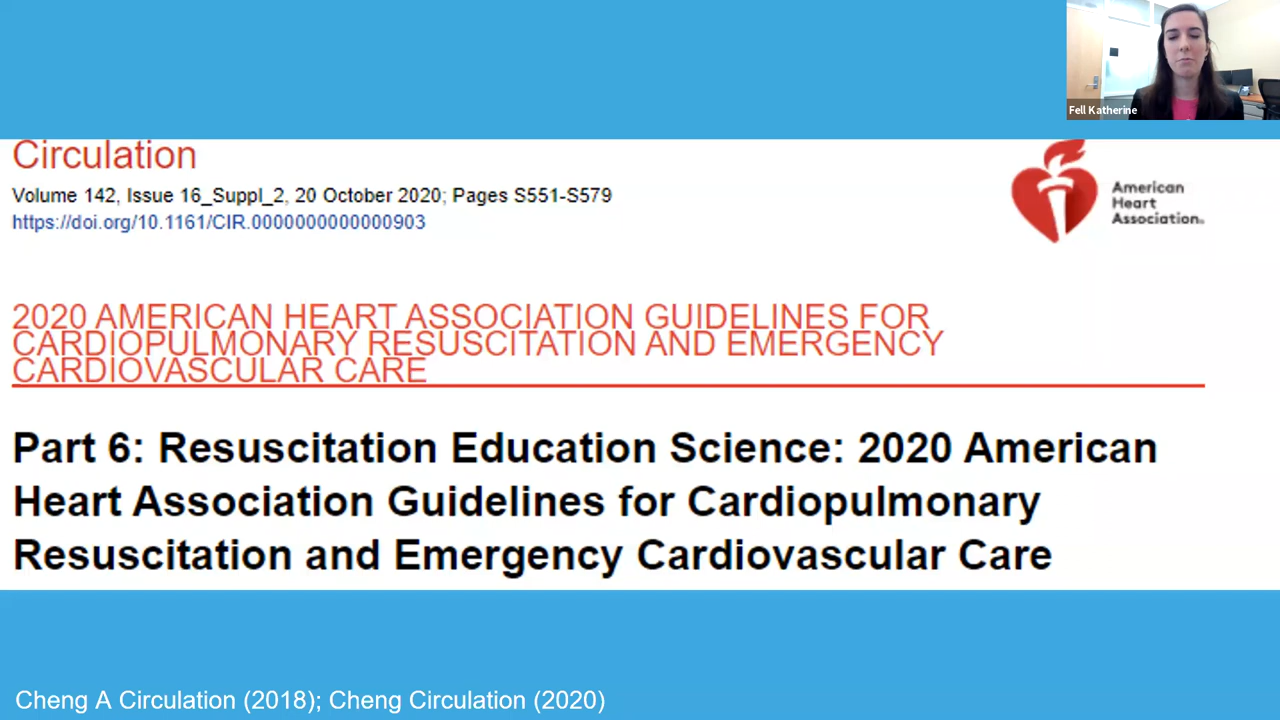 Fell Katherine
Circulation
Volume 142, Issue 16_Suppl_2, 20 October 2020; Pages S551-S579
https://doi.org/10.1161/CIR.0000000000000903
American
Heart
Association®
2020 AMERICAN HEART ASSOCIATION GUIDELINES FOR
CARDIOPULMONARY RESUSCITATION AND EMERGENCY
CARDIOVASCULAR CARE
Part 6: Resuscitation Education Science: 2020 American
Heart Association Guidelines for Cardiopulmonary
Resuscitation and Emergency Cardiovascular Care
Cheng A Circulation (2018); Cheng Circulation (2020)